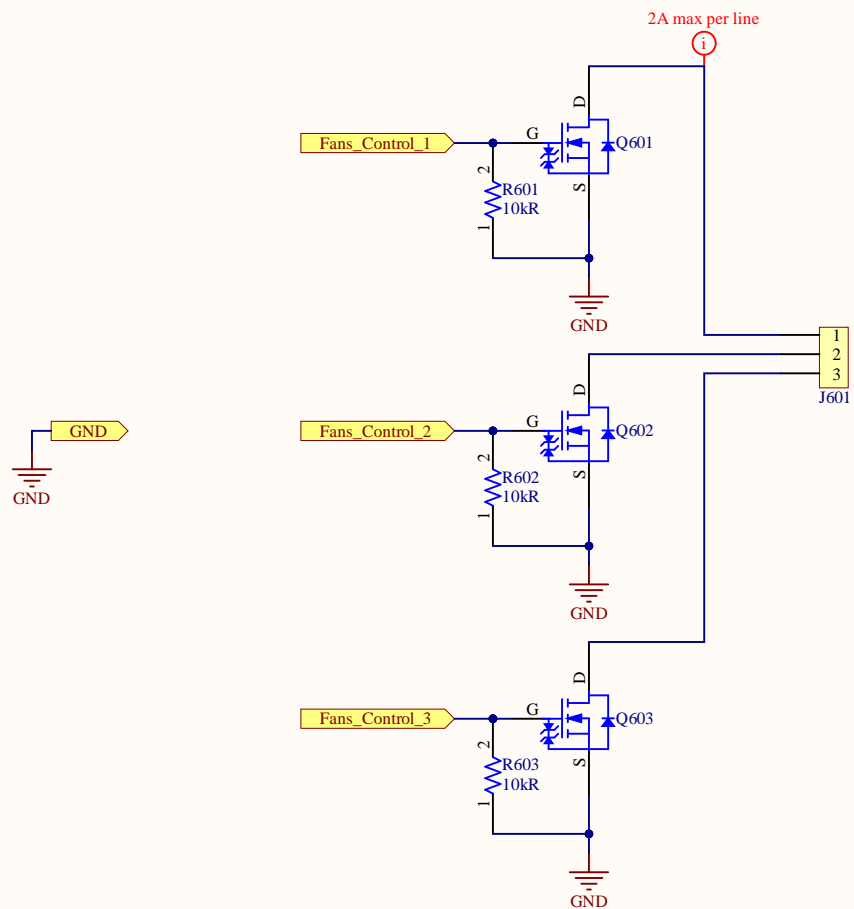 2A max per line
i
D
Fans_Control_1
G
Q601
2
R601
10kR
S
1
GND
1
2
3
J601
D
GND
Fans_Control_2
G
Q602
GND
2
R602
10kR
S
1
GND
D
Fans_Control_3
G
Q603
2
R603
10kR
S
1
GND